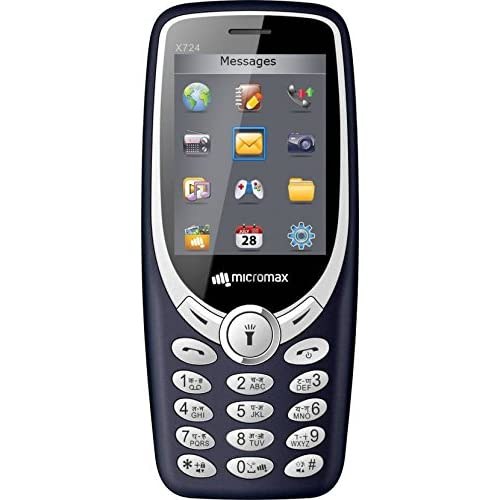 X724
Messages
JULY
28
micromax
1 क-ङ
2 च-ञ ABC
3 ट-ण DEF
4 त-न GHI
5 प-म JKL
6 य-ल MNO
7 PQRS
8 TUV
9 WXYZ
*
0
#